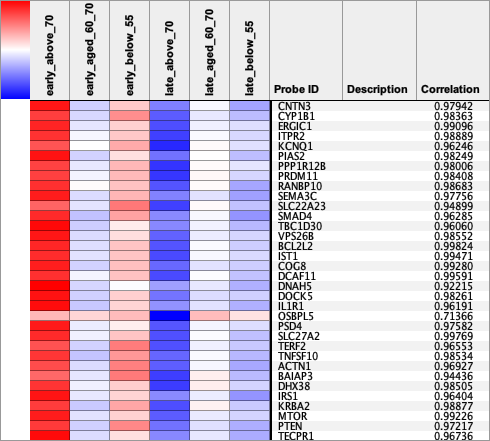 early_above_70
early_aged_60_70
early_below_55
late_above_70
late_aged_60_70
late_below_55
Probe ID Description Correlation
CNTN3 0.97942
CYP1B1 0.98363
ERGIC1 0.99096
ITPR2 0.98889
KCNQ1 0.96246
PIAS2 0.98249
PPP1R12B 0.98006
PRDM11 0.98408
RANBP10 0.98683
SEMA3C 0.97756
SLC22A23 0.94899
SMAD4 0.96285
TBC1D30 0.96060
VPS26B 0.98552
BCL2L2 0.99824
IST1 0.99471
COG8 0.99280
DCAF11 0.99591
DNAH5 0.92215
DOCK5 0.98261
IL1R1 0.96191
OSBPL5 0.71366
PSD4 0.97582
SLC27A2 0.99769
TERF2 0.96553
TNFSF10 0.98534
ACTN1 0.96927
BAIAP3 0.94436
DHX38 0.98505
IRS1 0.96404
KRBA2 0.98877
MTOR 0.99226
PTEN 0.97217
TECPR1 0.96736